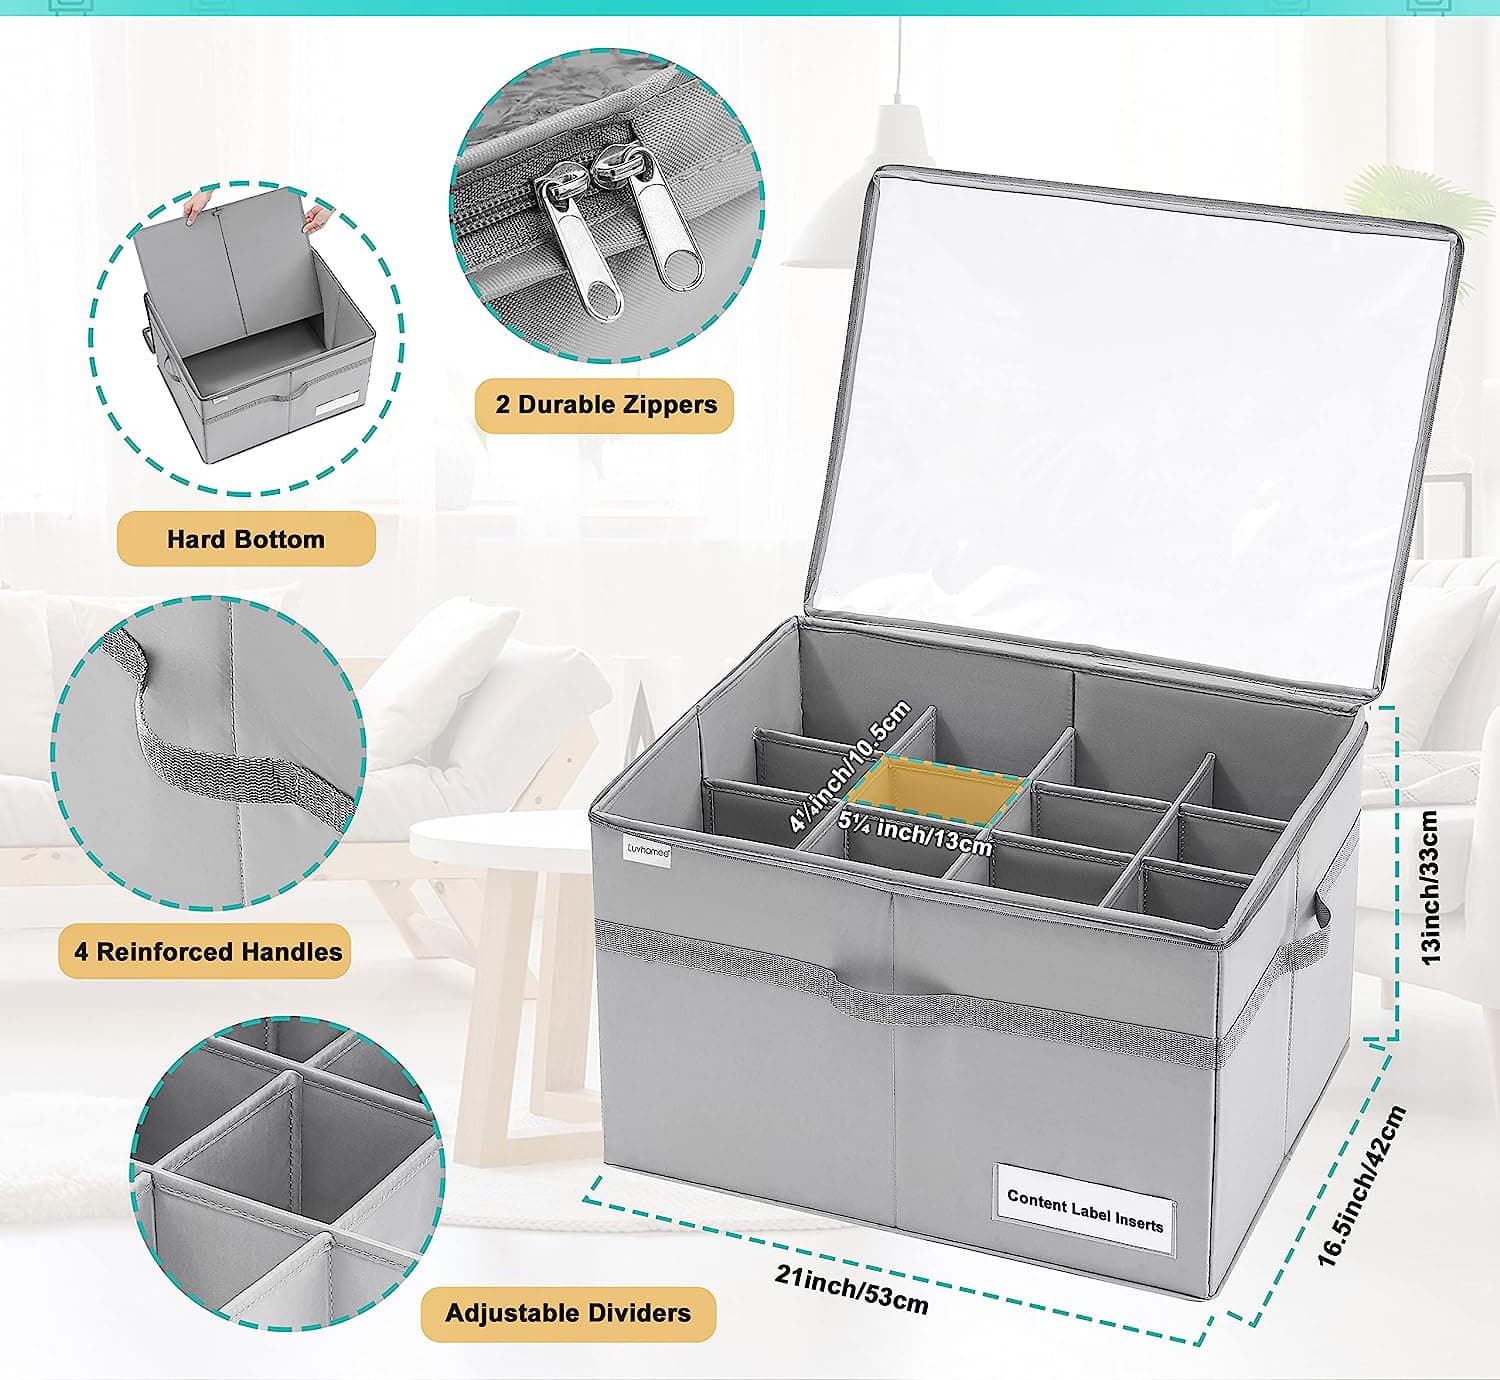 2 Durable Zippers
Hard Bottom
4 Reinforced Handles
Adjustable Dividers
4¼inch/10.5cm
5¼ inch/13cm
Luvhomed®
Content Label Inserts
13inch/33cm
16.5inch/42cm
21inch/53cm